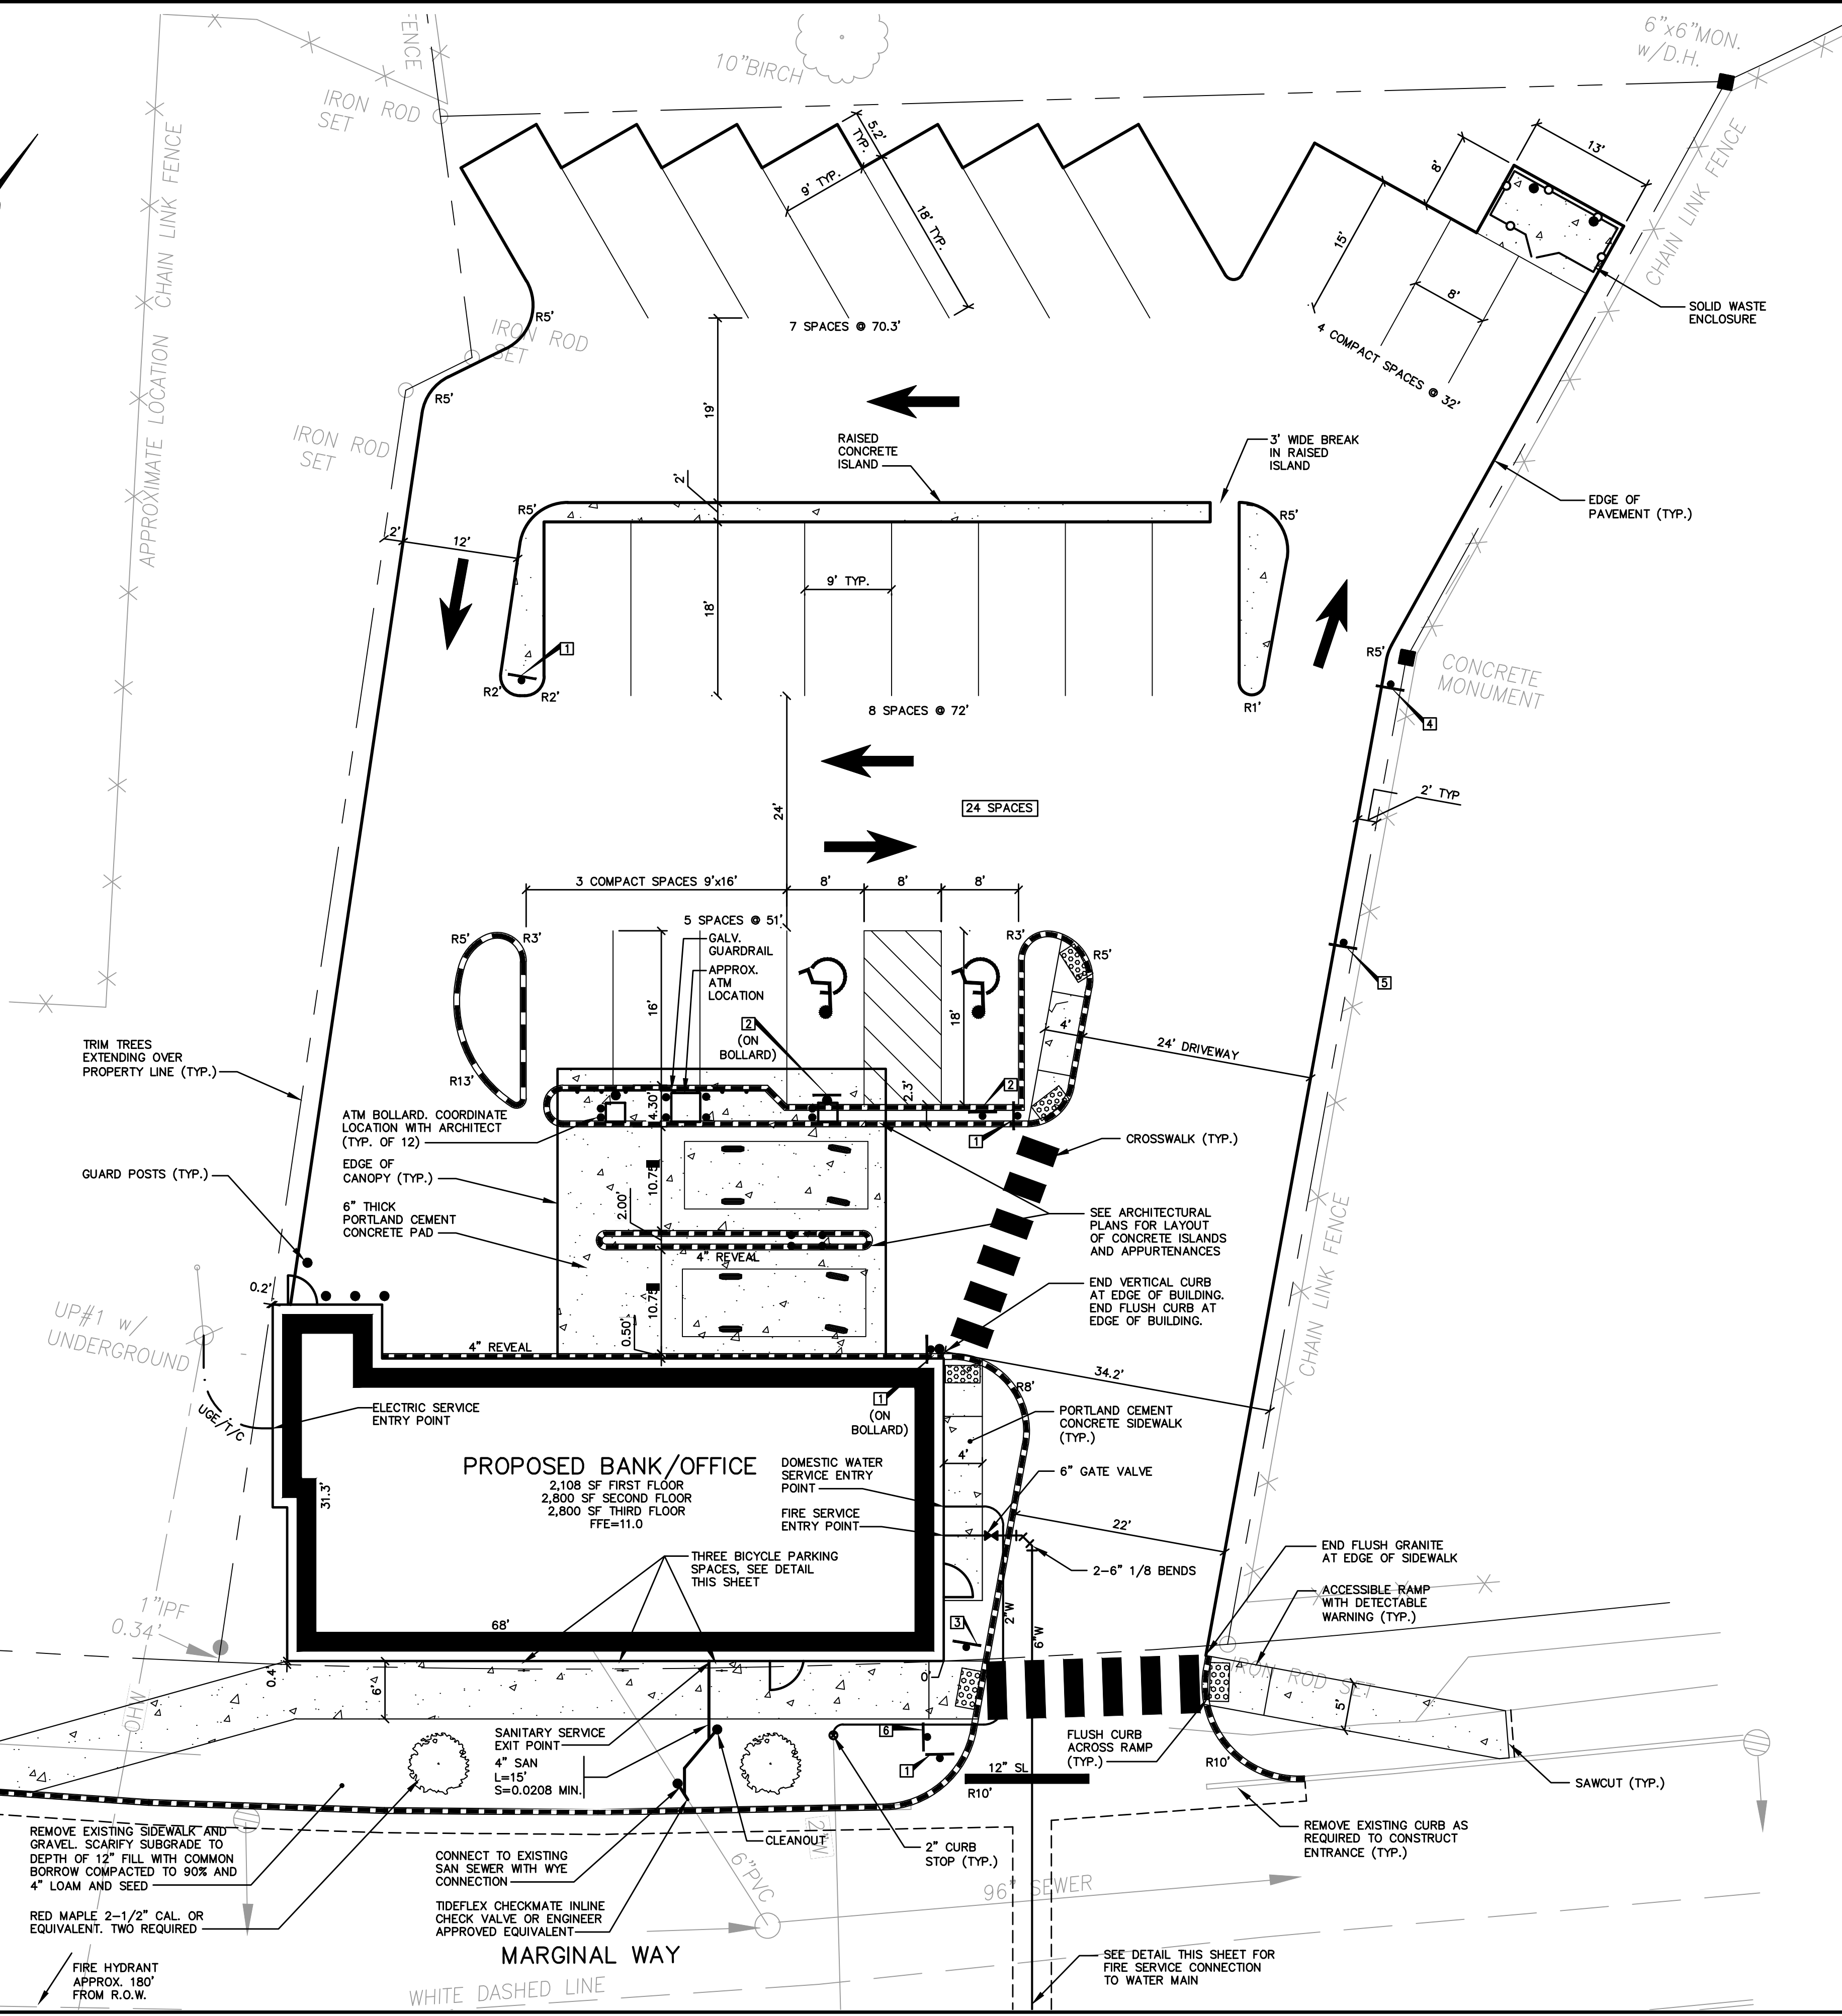 FENCE
10"BIRCH
6"x6"MON.
w/D.H.
IRON ROD
SET
APPROXIMATE LOCATION CHAIN LINK FENCE
5.2'
TYP.
9' TYP.
18' TYP.
8'
13'
15'
8'
CHAIN LINK FENCE
SOLID WASTE
ENCLOSURE
R5'
IRON ROD
SET
7 SPACES @ 70.3'
4 COMPACT SPACES @ 32'
R5'
19'
IRON ROD
SET
RAISED
CONCRETE
ISLAND
3' WIDE BREAK
IN RAISED
ISLAND
2'
EDGE OF
PAVEMENT (TYP.)
R5'
R5'
2'
12'
9' TYP.
18'
1
R5'
CONCRETE
MONUMENT
R2'
R2'
R1'
4
8 SPACES @ 72'
24'
24 SPACES
2' TYP
3 COMPACT SPACES 9'x16'
8'
8'
8'
5 SPACES @ 51'
R5'
R3'
GALV.
GUARDRAIL
R3'
R5'
APPROX.
ATM
LOCATION
5
16'
18'
2
(ON
BOLLARD)
4'
24' DRIVEWAY
TRIM TREES
EXTENDING OVER
PROPERTY LINE (TYP.)
R13'
2
2.3'
4.30'
ATM BOLLARD. COORDINATE
LOCATION WITH ARCHITECT
(TYP. OF 12)
1
CROSSWALK (TYP.)
GUARD POSTS (TYP.)
EDGE OF
CANOPY (TYP.)
10.75'
2.00'
6" THICK
PORTLAND CEMENT
CONCRETE PAD
SEE ARCHITECTURAL
PLANS FOR LAYOUT
OF CONCRETE ISLANDS
AND APPURTENANCES
4" REVEAL
CHAIN LINK FENCE
0.2'
10.75'
END VERTICAL CURB
AT EDGE OF BUILDING.
END FLUSH CURB AT
EDGE OF BUILDING.
UP#1 w/
UNDERGROUND
0.50'
4" REVEAL
34.2'
R8'
UGE/T/C
ELECTRIC SERVICE
ENTRY POINT
1
(ON
BOLLARD)
PORTLAND CEMENT
CONCRETE SIDEWALK
(TYP.)
PROPOSED BANK/OFFICE
2,108 SF FIRST FLOOR
2,800 SF SECOND FLOOR
2,800 SF THIRD FLOOR
FFE=11.0
31.3'
DOMESTIC WATER
SERVICE ENTRY
POINT
4'
6" GATE VALVE
FIRE SERVICE
ENTRY POINT
22'
THREE BICYCLE PARKING
SPACES, SEE DETAIL
THIS SHEET
2-6" 1/8 BENDS
END FLUSH GRANITE
AT EDGE OF SIDEWALK
ACCESSIBLE RAMP
WITH DETECTABLE
WARNING (TYP.)
1"IPF
0.34'
68'
3
2"W
6"W
0.4'
6'
0'
IRON ROD SET
5'
OHW
SANITARY SERVICE
EXIT POINT
4" SAN
L=15'
S=0.0208 MIN.
6
1
FLUSH CURB
ACROSS RAMP
(TYP.)
12" SL
R10'
R10'
SAWCUT (TYP.)
REMOVE EXISTING SIDEWALK AND
GRAVEL. SCARIFY SUBGRADE TO
DEPTH OF 12" FILL WITH COMMON
BORROW COMPACTED TO 90% AND
4" LOAM AND SEED
CLEANOUT
2"W
2" CURB
STOP (TYP.)
REMOVE EXISTING CURB AS
REQUIRED TO CONSTRUCT
ENTRANCE (TYP.)
CONNECT TO EXISTING
SAN SEWER WITH WYE
CONNECTION
6"PVC
96" SEWER
RED MAPLE 2-1/2" CAL. OR
EQUIVALENT. TWO REQUIRED
TIDEFLEX CHECKMATE INLINE
CHECK VALVE OR ENGINEER
APPROVED EQUIVALENT
MARGINAL WAY
FIRE HYDRANT
APPROX. 180'
FROM R.O.W.
WHITE DASHED LINE
SEE DETAIL THIS SHEET FOR
FIRE SERVICE CONNECTION
TO WATER MAIN